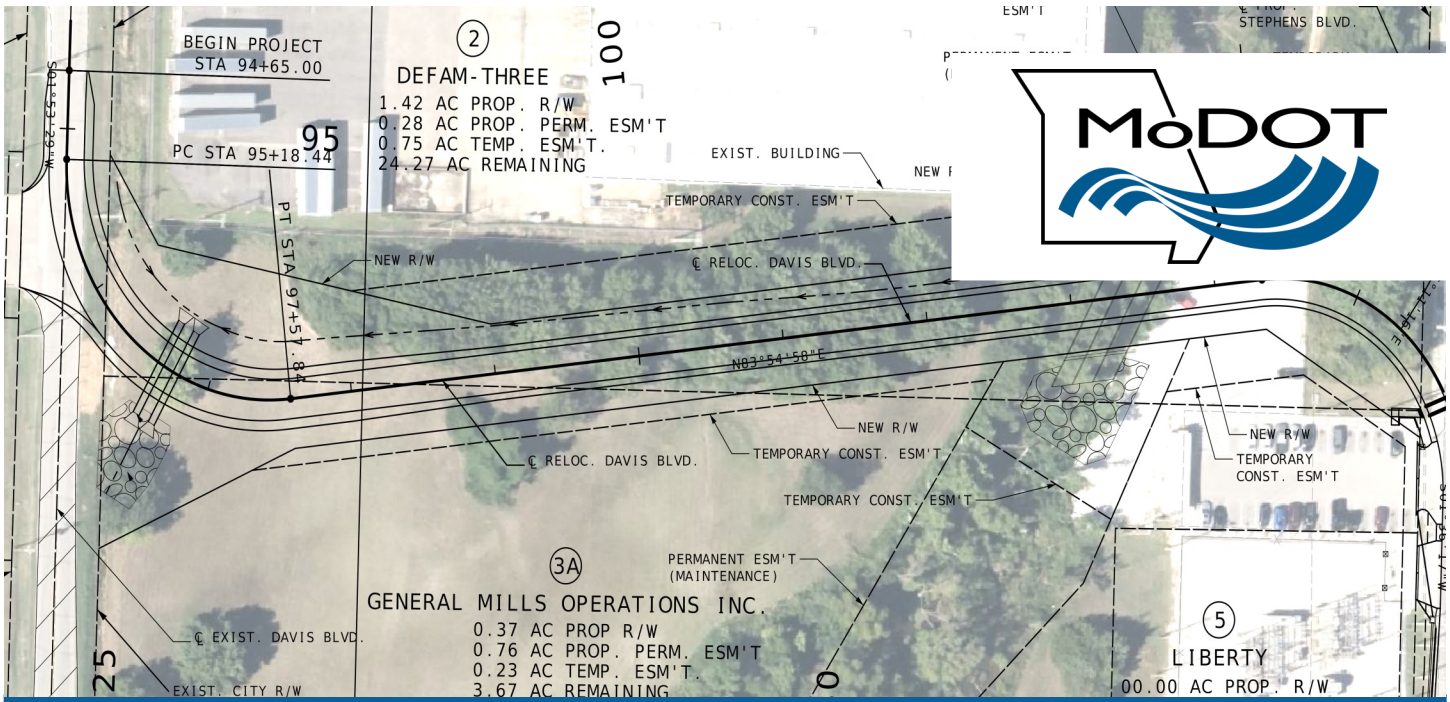 ESM'T
℄ PROP.
STEPHENS BLVD.
BEGIN PROJECT
STA 94+65.00
2
DEFAM-THREE
1.42 AC PROP. R/W
0.28 AC PROP. PERM. ESM'T
0.75 AC TEMP. ESM'T.
24.27 AC REMAINING
100
95
PC STA 95+18.44
S01°53'29"W
PT STA 97+57.84
MoDOT
EXIST. BUILDING
TEMPORARY CONST. ESM'T
NEW R/W
℄ RELOC. DAVIS BLVD.
N83°54'58"E
NEW R/W
TEMPORARY CONST. ESM'T
℄ RELOC. DAVIS BLVD.
TEMPORARY CONST. ESM'T
NEW R/W
TEMPORARY
CONST. ESM'T
PERMANENT ESM'T
(MAINTENANCE)
3A
GENERAL MILLS OPERATIONS INC.
0.37 AC PROP R/W
0.76 AC PROP. PERM. ESM'T
0.23 AC TEMP. ESM'T.
3.67 AC REMAINING
℄ EXIST. DAVIS BLVD.
EXIST. CITY R/W
25
0
5
LIBERTY
00.00 AC PROP. R/W